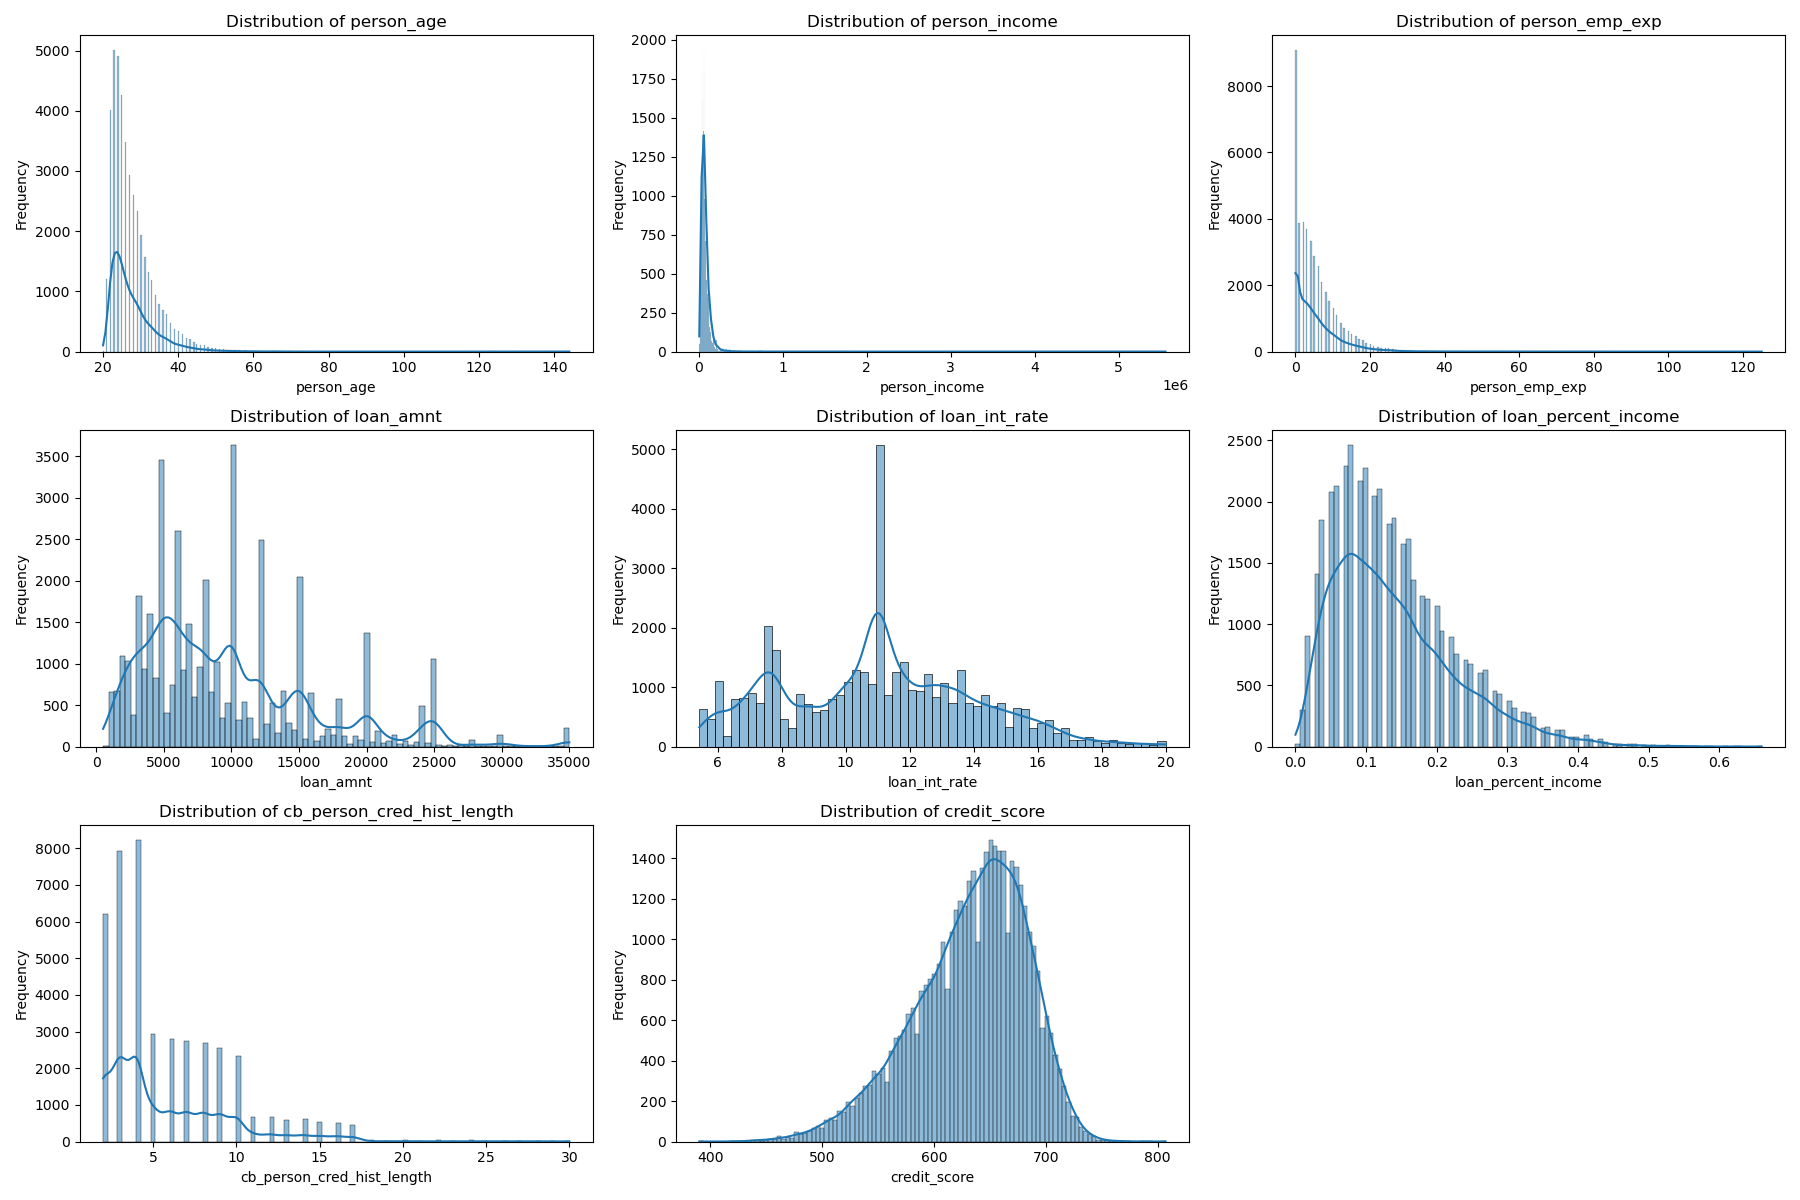 Distribution of person_age
Frequency
5000
4000
3000
2000
1000
0
20 40 60 80 100 120 140
person_age
Distribution of person_income
Frequency
2000
1750
1500
1250
1000
750
500
250
0
0 1 2 3 4 5
1e6
person_income
Distribution of person_emp_exp
Frequency
8000
6000
4000
2000
0
0 20 40 60 80 100 120
person_emp_exp
Distribution of loan_amnt
Frequency
3500
3000
2500
2000
1500
1000
500
0
0 5000 10000 15000 20000 25000 30000 35000
loan_amnt
Distribution of loan_int_rate
Frequency
5000
4000
3000
2000
1000
0
6 8 10 12 14 16 18 20
loan_int_rate
Distribution of loan_percent_income
Frequency
2500
2000
1500
1000
500
0
0.0 0.1 0.2 0.3 0.4 0.5 0.6
loan_percent_income
Distribution of cb_person_cred_hist_length
Frequency
8000
7000
6000
5000
4000
3000
2000
1000
0
5 10 15 20 25 30
cb_person_cred_hist_length
Distribution of credit_score
Frequency
1400
1200
1000
800
600
400
200
0
400 500 600 700 800
credit_score